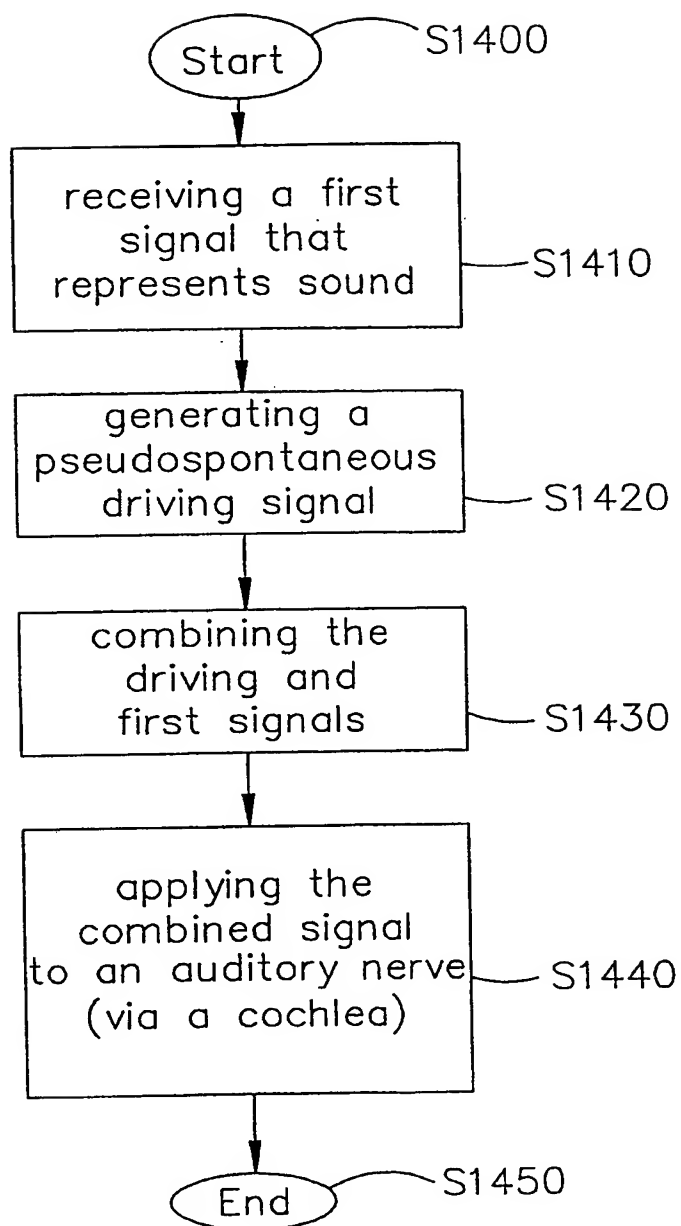 Start
S1400
receiving a first
signal that
represents sound
S1410
generating a
pseudospontaneous
driving signal
S1420
combining the
driving and
first signals
S1430
applying the
combined signal
to an auditory nerve
(via a cochlea)
S1440
End
S1450